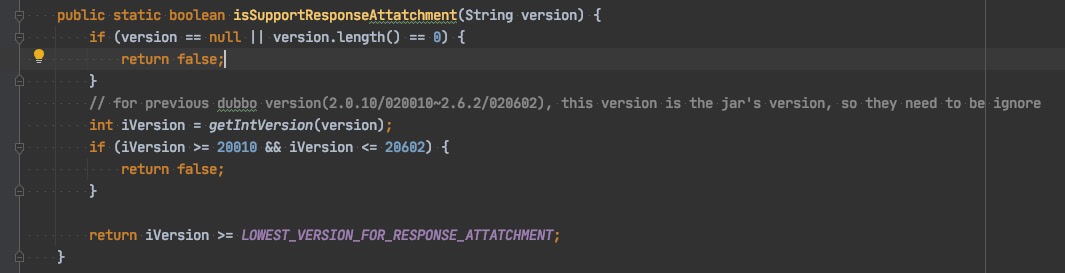 public static boolean isSupportResponseAttatchment(String version) {
if (version == null || version.length() == 0) {
return false;
}
// for previous dubbo version(2.0.10/020010~2.6.2/020602), this version is the jar's version, so they need to be ignore
int iVersion = getIntVersion(version);
if (iVersion >= 20010 && iVersion <= 20602) {
return false;
}
return iVersion >= LOWEST_VERSION_FOR_RESPONSE_ATTATCHMENT;
}